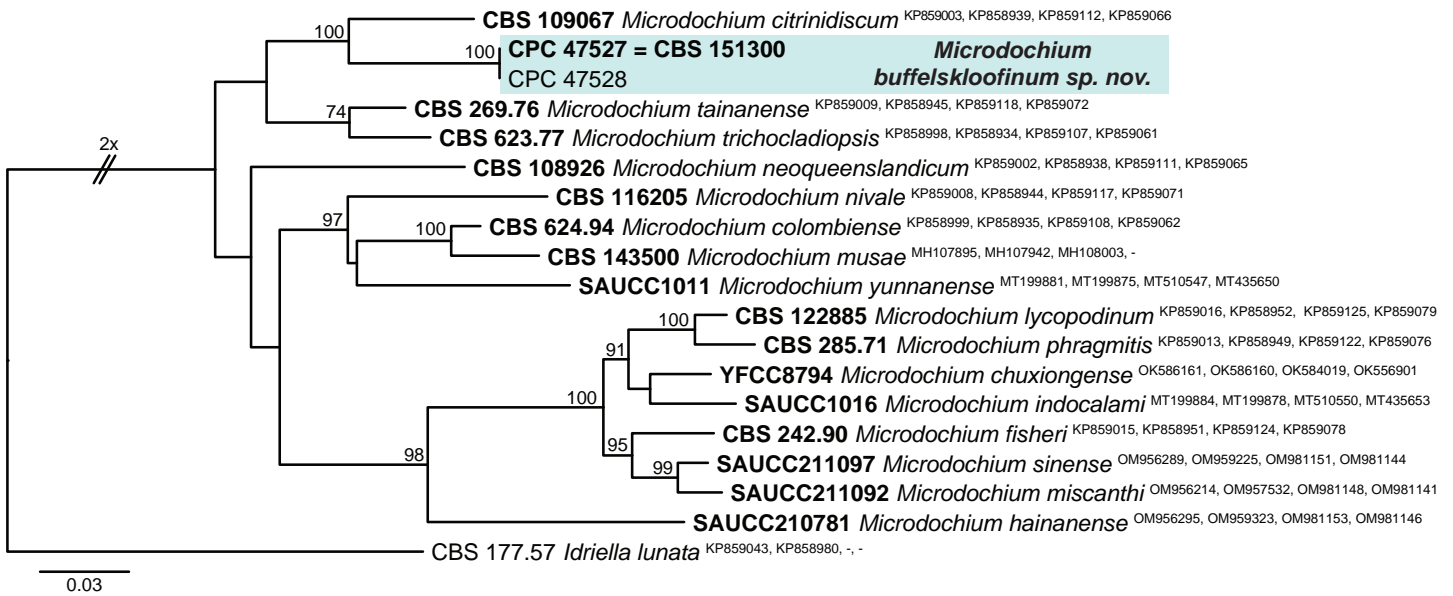 CBS 109067 Microdochium citrinidiscum KP859003, KP858939, KP859112, KP859066
100
100
CPC 47527 = CBS 151300
CPC 47528
Microdochium
buffelskloofinum sp. nov.
CBS 269.76 Microdochium tainanense KP859009, KP858945, KP859118, KP859072
74
CBS 623.77 Microdochium trichocladiopsis KP858998, KP858934, KP859107, KP859061
2x
CBS 108926 Microdochium neoqueenslandicum KP859002, KP858938, KP859111, KP859065
CBS 116205 Microdochium nivale KP859008, KP858944, KP859117, KP859071
97
CBS 624.94 Microdochium colombiense KP858999, KP858935, KP859108, KP859062
100
CBS 143500 Microdochium musae MH107895, MH107942, MH108003, -
SAUCC1011 Microdochium yunnanense MT199881, MT199875, MT510547, MT435650
CBS 122885 Microdochium lycopodinum KP859016, KP858952, KP859125, KP859079
100
CBS 285.71 Microdochium phragmitis KP859013, KP858949, KP859122, KP859076
91
YFCC8794 Microdochium chuxiongense OK586161, OK586160, OK584019, OK556901
100
SAUCC1016 Microdochium indocalami MT199884, MT199878, MT510550, MT435653
CBS 242.90 Microdochium fisheri KP859015, KP858951, KP859124, KP859078
95
SAUCC211097 Microdochium sinense OM956289, OM959225, OM981151, OM981144
98
99
SAUCC211092 Microdochium miscanthi OM956214, OM957532, OM981148, OM981141
SAUCC210781 Microdochium hainanense OM956295, OM959323, OM981153, OM981146
CBS 177.57 Idriella lunata KP859043, KP858980, -, -
0.03